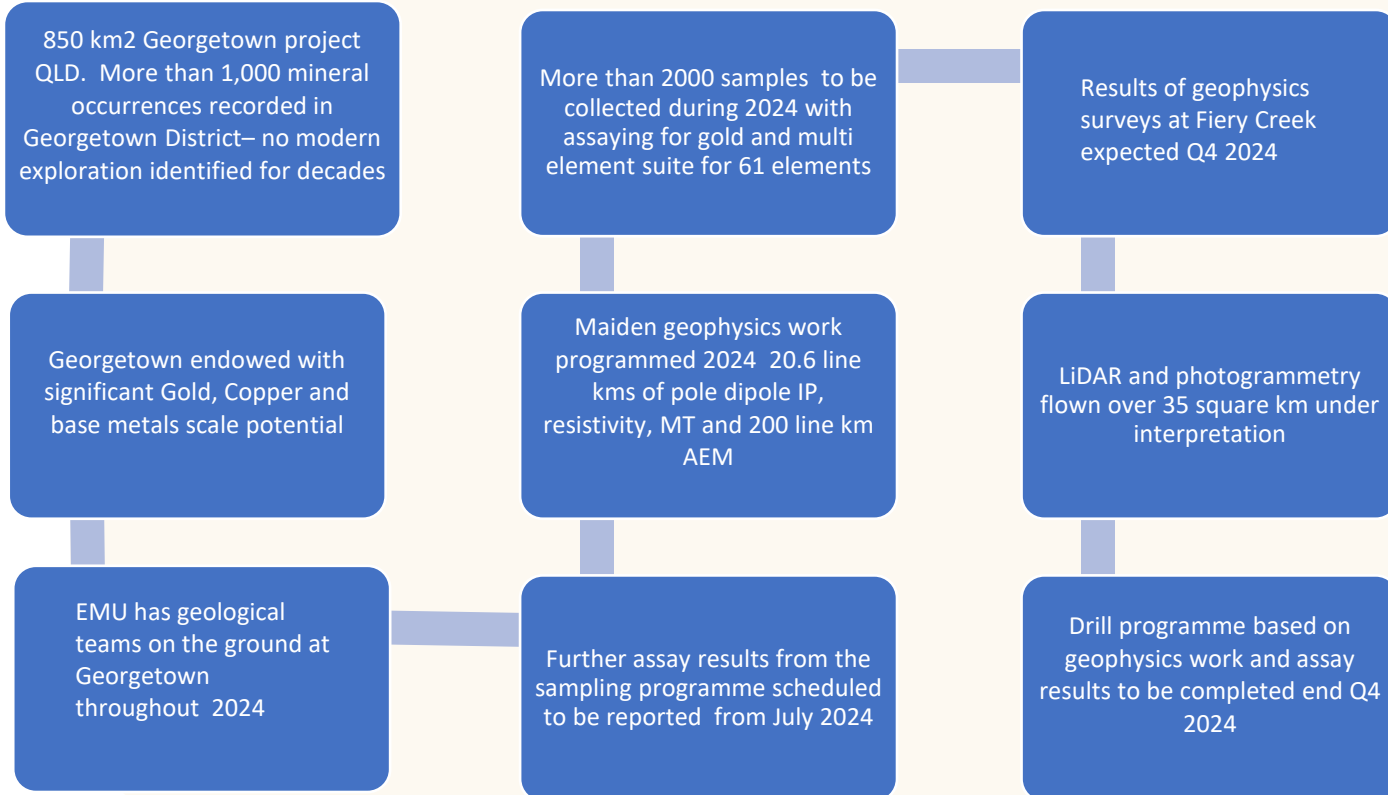 850 km2 Georgetown project
QLD.  More than 1,000 mineral
occurrences recorded in
Georgetown District– no modern
exploration identified for decades
Georgetown endowed with
significant Gold, Copper and
base metals scale potential
EMU has geological
teams on the ground at
Georgetown
throughout  2024
Further assay results from the
sampling programme scheduled
to be reported  from July 2024
Maiden geophysics work
programmed 2024  20.6 line
kms of pole dipole IP,
resistivity, MT and 200 line km
AEM
More than 2000 samples  to be
collected during 2024 with
assaying for gold and multi
element suite for 61 elements
Results of geophysics
surveys at Fiery Creek
expected Q4 2024
LiDAR and photogrammetry
flown over 35 square km under
interpretation
Drill programme based on
geophysics work and assay
results to be completed end Q4
2024